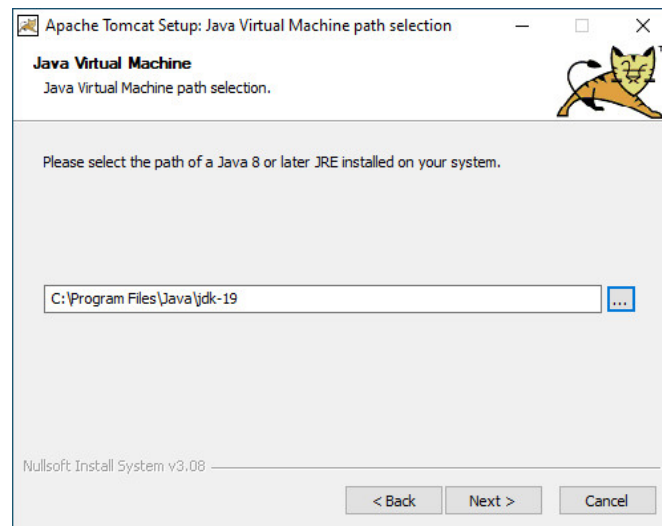 Apache Tomcat Setup: Java Virtual Machine path selection
Java Virtual Machine
Java Virtual Machine path selection.
Please select the path of a Java 8 or later JRE installed on your system.
C:\Program Files\Java\jdk-19
...
Nullsoft Install System v3.08
< Back
Next >
Cancel